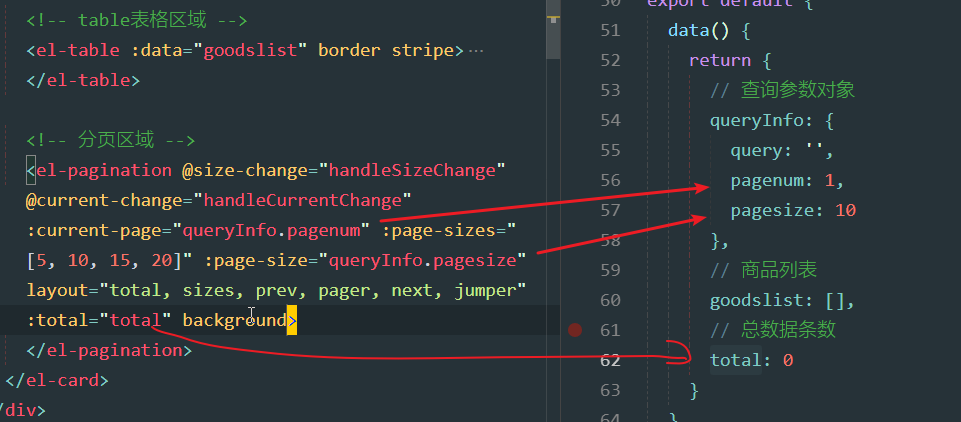 <!-- table表格区域 -->
<el-table :data="goodslist" border stripe>…
</el-table>
<!-- 分页区域 -->
<el-pagination @size-change="handleSizeChange"
@current-change="handleCurrentChange"
:current-page="queryInfo.pagenum" :page-sizes="
[5, 10, 15, 20]" :page-size="queryInfo.pagesize"
layout="total, sizes, prev, pager, next, jumper"
:total="total" background>
</el-pagination>
</el-card>
/div>
50 export default {
51 data() {
52 return {
53 // 查询参数对象
54 queryInfo: {
55 query: '',
56 pagenum: 1,
57 pagesize: 10
58 },
59 // 商品列表
60 goodslist: [],
61 // 总数据条数
62 total: 0
63 }
64 }